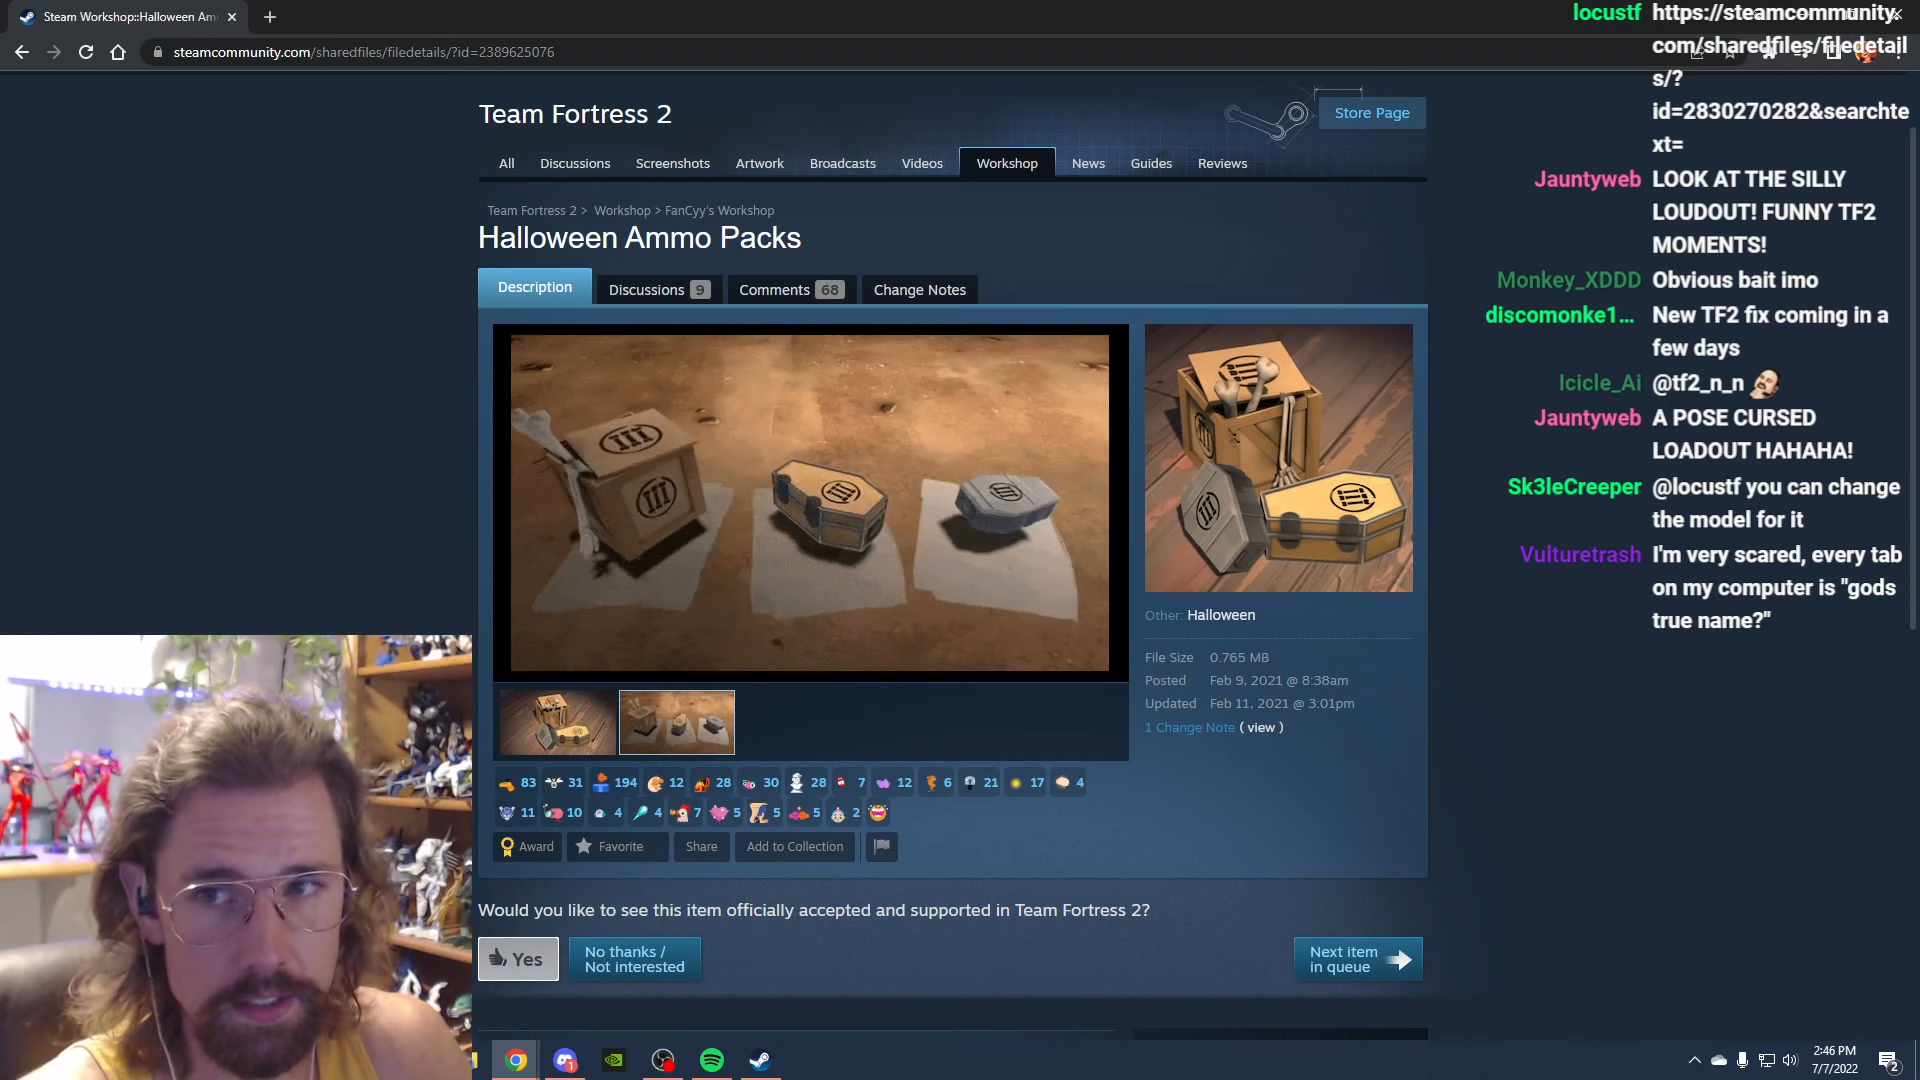 Steam Workshop::Halloween Am
steamcommunity.com/sharedfiles/filedetails/?id=2389625076
Team Fortress 2
Store Page
All
Discussions
Screenshots
Artwork
Broadcasts
Videos
Workshop
News
Guides
Reviews
Team Fortress 2 > Workshop > FanCyy's Workshop
Halloween Ammo Packs
Description
Discussions 9
Comments 68
Change Notes
Other: Halloween
File Size 0.765 MB
Posted Feb 9, 2021 @ 8:38am
Updated Feb 11, 2021 @ 3:01pm
1 Change Note ( view )
83 31 194 12 28 30 28 7 12 6 21 17 4
11 10 4 4 7 5 5 5 2
Award
Favorite
Share
Add to Collection
Would you like to see this item officially accepted and supported in Team Fortress 2?
Yes
No thanks /
Not interested
Next item
in queue
locustf https://steamcommunity.
com/sharedfiles/filedetail
s/?
id=2830270282&searchte
xt=
Jauntyweb LOOK AT THE SILLY
LOUDOUT! FUNNY TF2
MOMENTS!
Monkey_XDDD Obvious bait imo
discomonke1... New TF2 fix coming in a
few days
Icicle_Ai @tf2_n_n
Jauntyweb A POSE CURSED
LOADOUT HAHAHA!
Sk3leCreeper @locustf you can change
the model for it
Vulturetrash I'm very scared, every tab
on my computer is "gods
true name?"
1
2:46 PM
7/7/2022
2